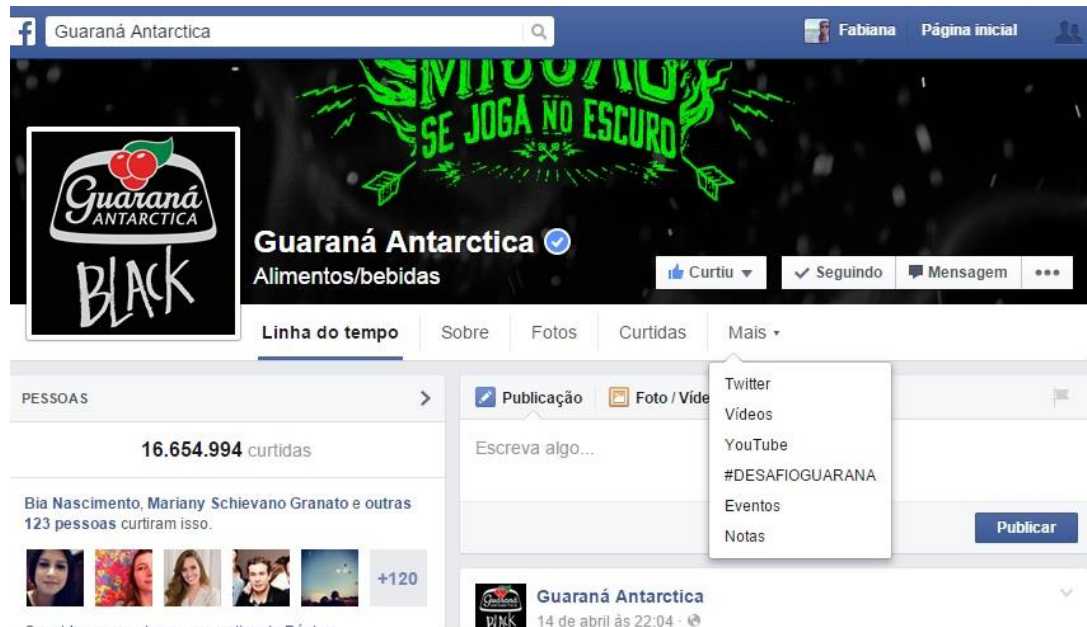 f
Guaraná Antarctica
Fabiana
Página inicial
SE JOGA NO ESCURO
Guaraná
ANTARCTICA
BLACK
Guaraná Antarctica
Alimentos/bebidas
Curtiu
Seguindo
Mensagem
Linha do tempo
Sobre
Fotos
Curtidas
Mais
PESSOAS
16.654.994 curtidas
Bia Nascimento, Mariany Schievano Granato e outras
123 pessoas curtiram isso.
+120
Publicação
Foto / Víde
Escreva algo...
Twitter
Vídeos
YouTube
#DESAFIOGUARANA
Eventos
Notas
Publicar
Guaraná
BLACK
Guaraná Antarctica
14 de abril às 22:04 ·